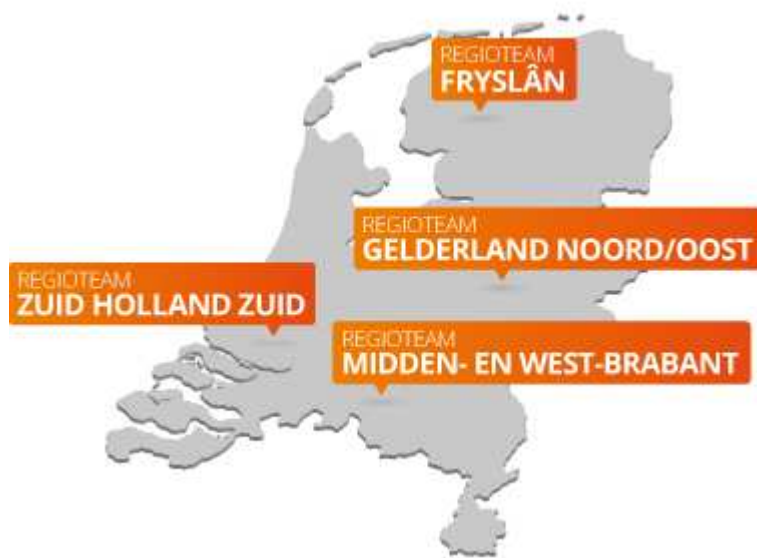 REGIOTEAM
FRYSLÂN
REGIOTEAM
GELDERLAND NOORD/OOST
REGIOTEAM
ZUID HOLLAND ZUID
REGIOTEAM
MIDDEN- EN WEST-BRABANT